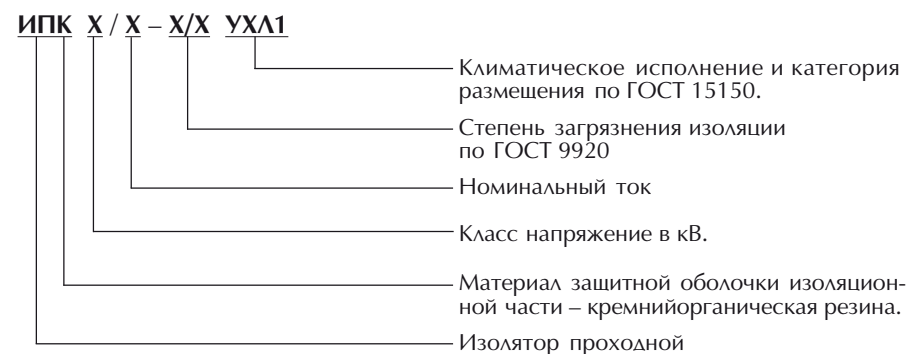 ИПК Х / Х – Х/Х УХЛ1
Климатическое исполнение и категория
размещения по ГОСТ 15150.
Степень загрязнения изоляции
по ГОСТ 9920
Номинальный ток
Класс напряжение в кВ.
Материал защитной оболочки изоляцион-
ной части – кремнийорганическая резина.
Изолятор проходной